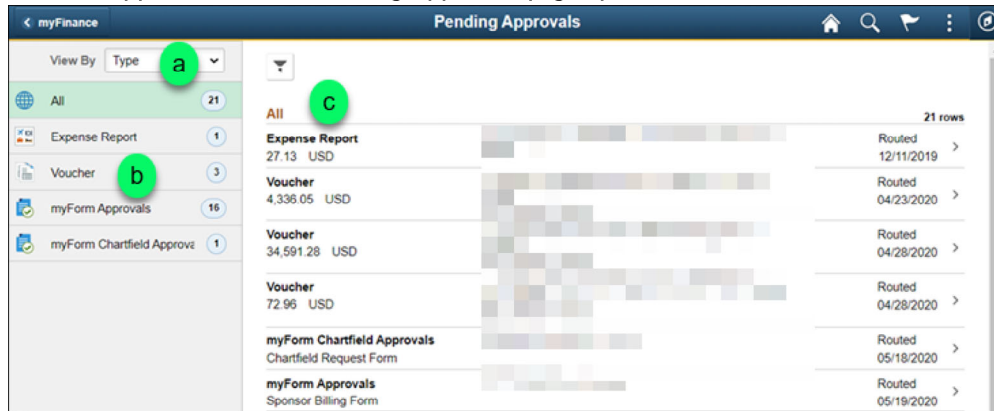 myFinance
Pending Approvals
View By Type
a
All 21
Expense Report 1
Voucher 3
b
myForm Approvals 16
myForm Chartfield Approva 1
c
All
21 rows
Expense Report
27.13 USD
Routed
12/11/2019
Voucher
4,336.05 USD
Routed
04/23/2020
Voucher
34,591.28 USD
Routed
04/28/2020
Voucher
72.96 USD
Routed
04/28/2020
myForm Chartfield Approvals
Chartfield Request Form
Routed
05/18/2020
myForm Approvals
Sponsor Billing Form
Routed
05/19/2020